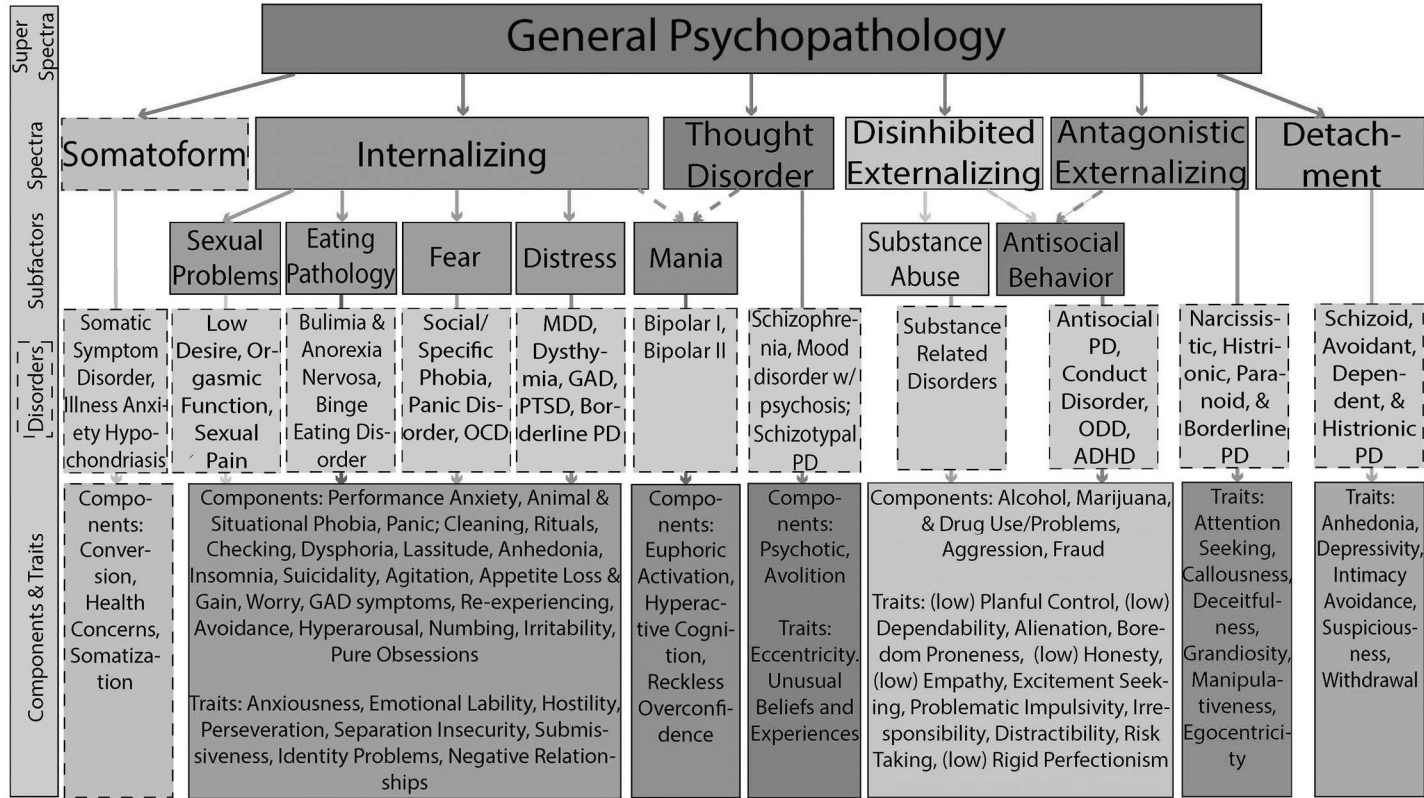 Super
Spectra
General Psychopathology
Spectra
Somatoform
Internalizing
Thought
Disorder
Disinhibited
Externalizing
Antagonistic
Externalizing
Detach-
ment
Subfactors
Sexual
Problems
Eating
Pathology
Fear
Distress
Mania
Substance
Abuse
Antisocial
Behavior
Disorders
Somatic
Symptom
Disorder,
Illness Anxi-
ety Hypo-
chondriasis
Low
Desire, Or-
gasmic
Function,
Sexual
Pain
Bulimia &
Anorexia
Nervosa,
Binge
Eating Dis-
order
Social/
Specific
Phobia,
Panic Dis-
order, OCD
MDD,
Dysthy-
mia, GAD,
PTSD, Bor-
derline PD
Bipolar I,
Bipolar II
Schizophre-
nia, Mood
disorder w/
psychosis;
Schizotypal
PD
Substance
Related
Disorders
Antisocial
PD,
Conduct
Disorder,
ODD,
ADHD
Narcissis-
tic, Histri-
onic, Para-
noid, &
Borderline
PD
Schizoid,
Avoidant,
Depen-
dent, &
Histrionic
PD
Components & Traits
Compo-
nents:
Conver-
sion,
Health
Concerns,
Somatiza-
tion
Components: Performance Anxiety, Animal &
Situational Phobia, Panic; Cleaning, Rituals,
Checking, Dysphoria, Lassitude, Anhedonia,
Insomnia, Suicidality, Agitation, Appetite Loss &
Gain, Worry, GAD symptoms, Re-experiencing,
Avoidance, Hyperarousal, Numbing, Irritability,
Pure Obsessions
Traits: Anxiousness, Emotional Lability, Hostility,
Perseveration, Separation Insecurity, Submis-
siveness, Identity Problems, Negative Relation-
ships
Compo-
nents:
Euphoric
Activation,
Hyperac-
tive Cogni-
tion,
Reckless
Overconfi-
dence
Compo-
nents:
Psychotic,
Avolition
Traits:
Eccentricity.
Unusual
Beliefs and
Experiences
Components: Alcohol, Marijuana,
& Drug Use/Problems,
Aggression, Fraud
Traits: (low) Planful Control, (low)
Dependability, Alienation, Bore-
dom Proneness, (low) Honesty,
(low) Empathy, Excitement Seek-
ing, Problematic Impulsivity, Irre-
sponsibility, Distractibility, Risk
Taking, (low) Rigid Perfectionism
Traits:
Attention
Seeking,
Callousness,
Deceitful-
ness,
Grandiosity,
Manipula-
tiveness,
Egocentrici-
ty
Traits:
Anhedonia,
Depressivity,
Intimacy
Avoidance,
Suspicious-
ness,
Withdrawal